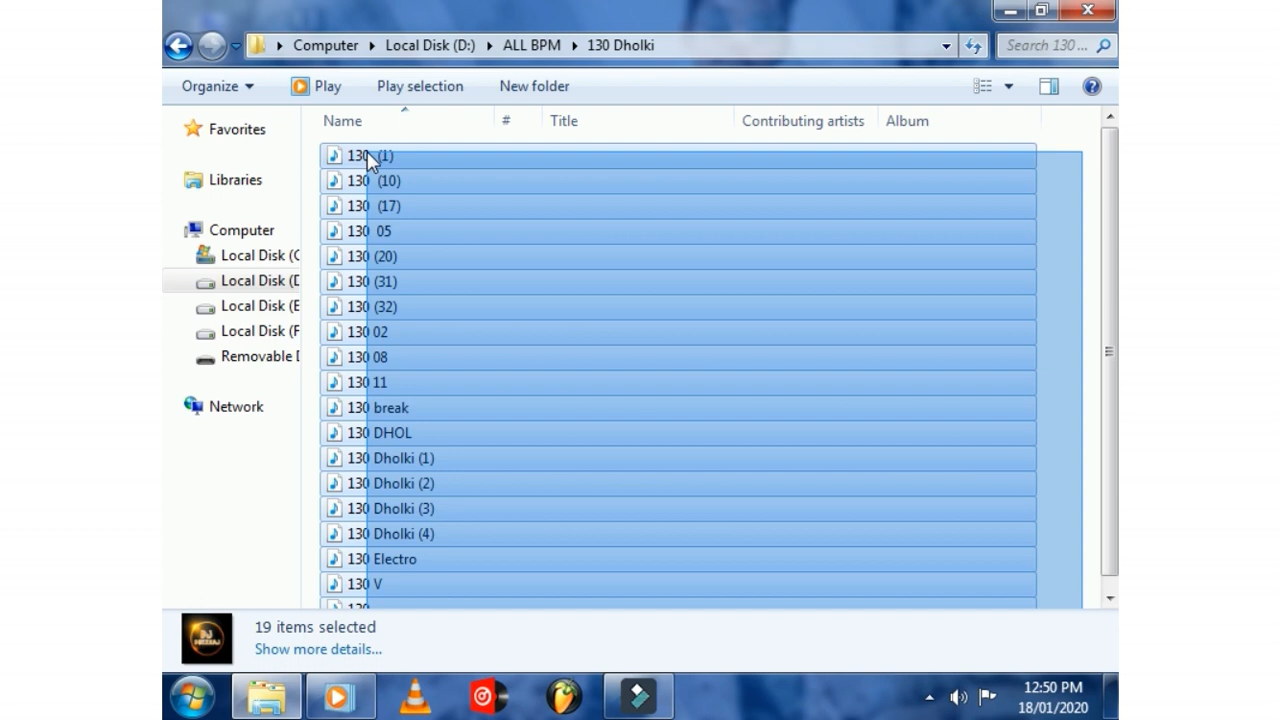 Computer Local Disk (D:) ALL BPM 130 Dholki
Search 130 ...
Organize Play Play selection New folder
Name # Title Contributing artists Album
Favorites
Libraries
Computer
Local Disk (C
Local Disk (D
Local Disk (E
Local Disk (F
Removable D
Network
130 (1)
130 (10)
130 (17)
130 05
130 (20)
130 (31)
130 (32)
130 02
130 08
130 11
130 break
130 DHOL
130 Dholki (1)
130 Dholki (2)
130 Dholki (3)
130 Dholki (4)
130 Electro
130 V
130
19 items selected
Show more details...
DJ
12:50 PM
18/01/2020